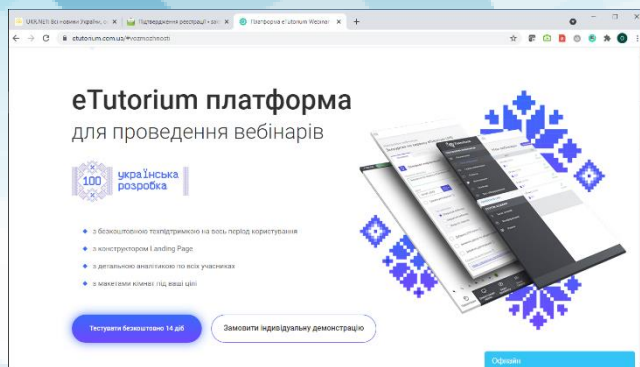 UKR.NET: Всі новини України, о
Підтвердження реєстрації •
Платформа eTutorium Webinar
etutorium.com.ua/#vozmozhnosti
eTutorium платформа
для проведення вебінарів
100
українська
розробка
з безкоштовною техпідтримкою на весь період користування
з конструктором Landing Page
з детальною аналітикою по всіх учасниках
з макетами кімнат під ваші цілі
Тестувати безкоштовно 14 діб
Замовити індивідуальну демонстрацію
Офлайн